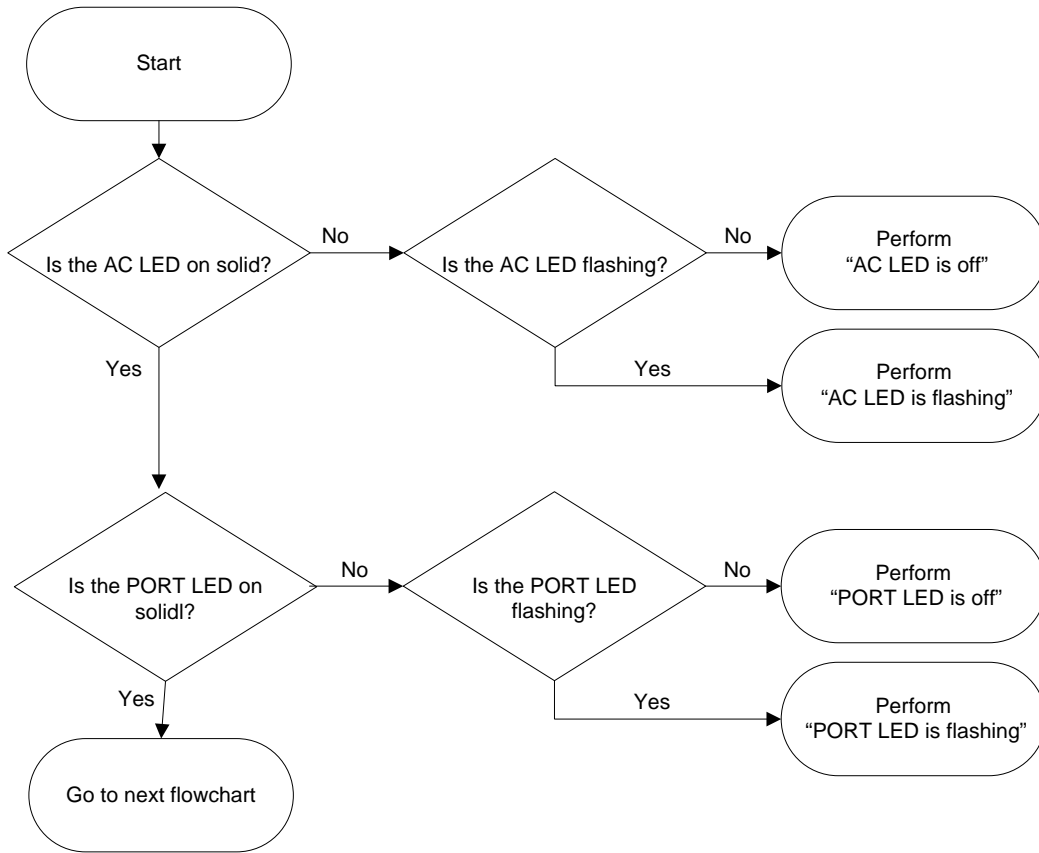 Start
Is the AC LED on solid?
No
Is the AC LED flashing?
No
Perform
“AC LED is off”
Yes
Yes
Perform
“AC LED is flashing”
Is the PORT LED on
solidl?
No
Is the PORT LED
flashing?
No
Perform
“PORT LED is off”
Yes
Yes
Perform
“PORT LED is flashing”
Go to next flowchart